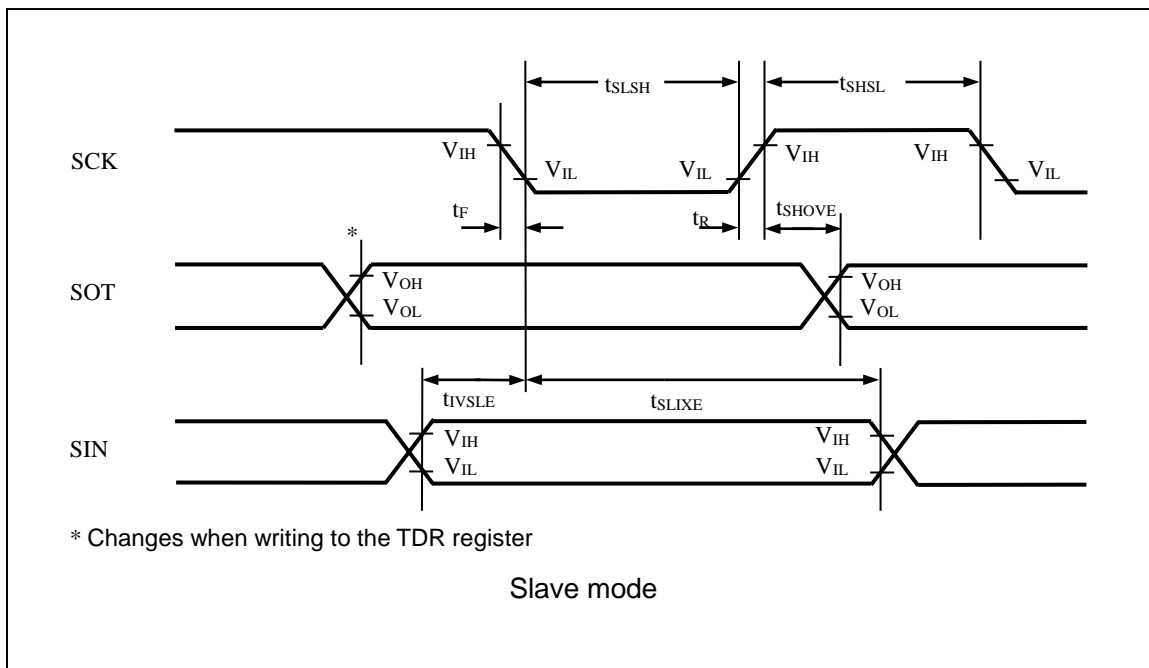 tSLSH tSHSL
SCK VIH VIL VIL VIH VIH VIL
tF tR tSHOVE
*
SOT VOH VOL VOH VOL
tIVSLE tSLIXE
SIN VIH VIL VIH VIL
* Changes when writing to the TDR register
Slave mode